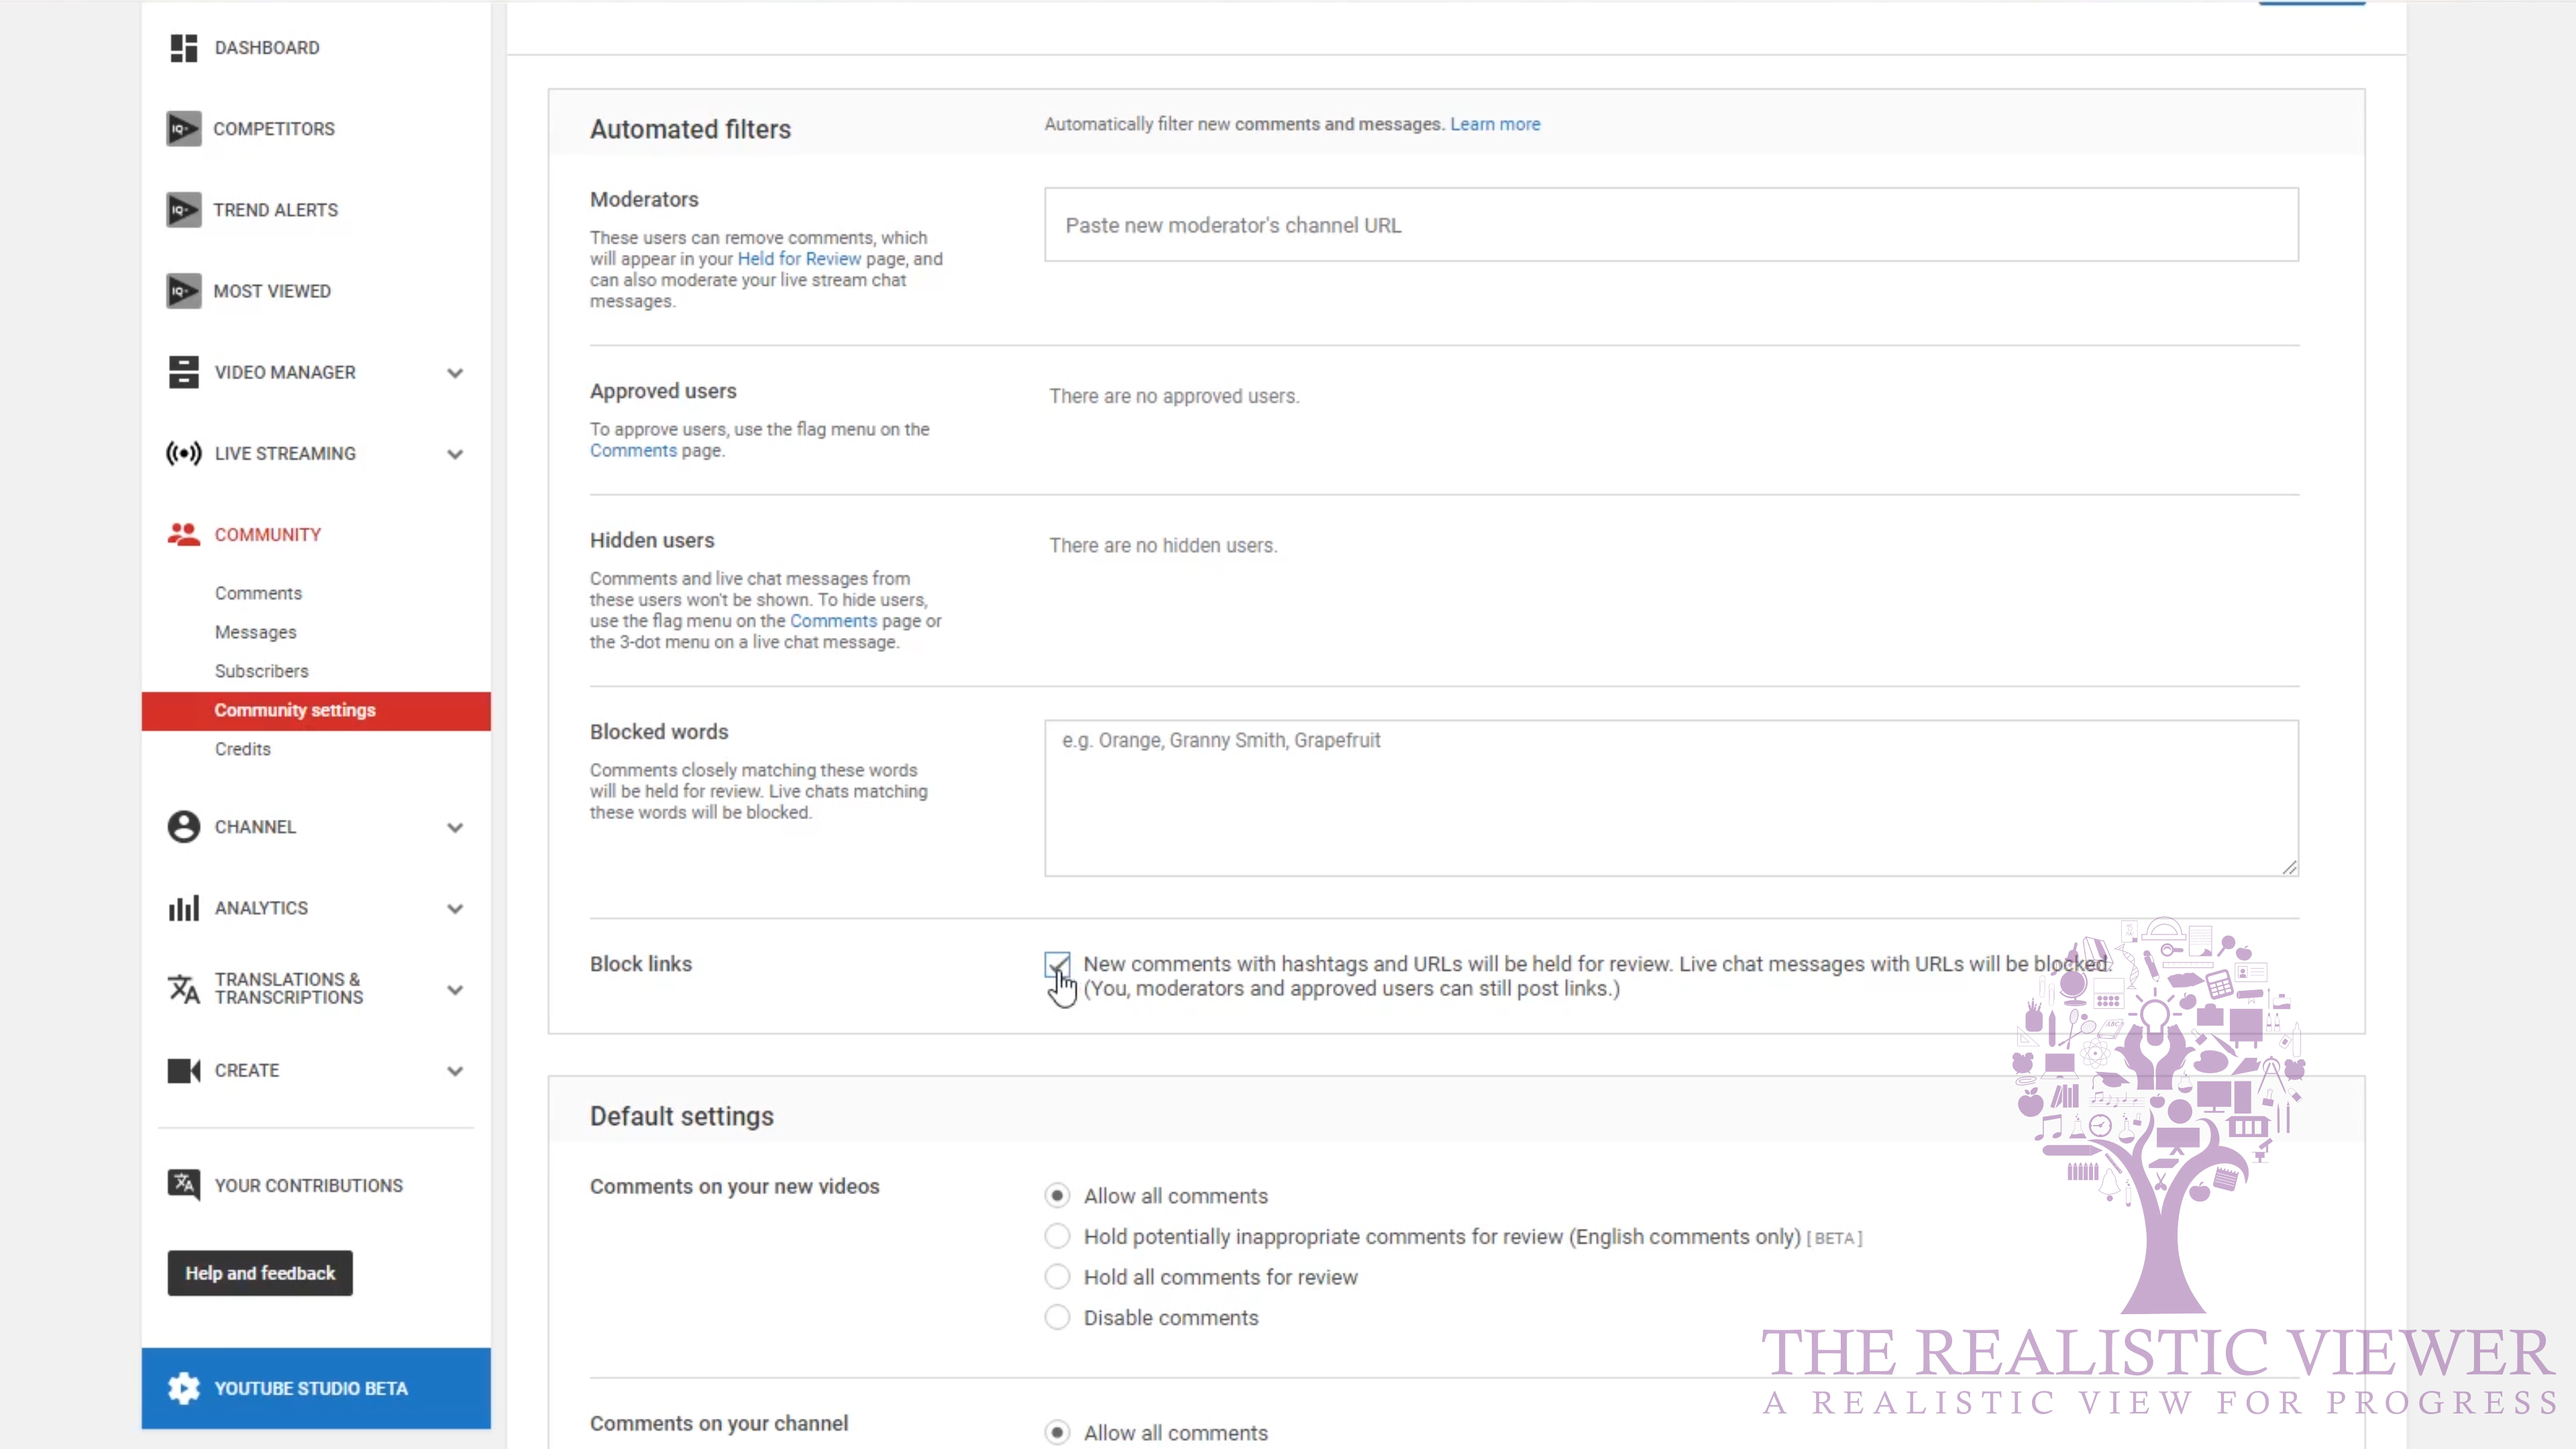 DASHBOARD
COMPETITORS
TREND ALERTS
MOST VIEWED
VIDEO MANAGER
LIVE STREAMING
COMMUNITY
Comments
Messages
Subscribers
Community settings
Credits
CHANNEL
ANALYTICS
TRANSLATIONS &
TRANSCRIPTIONS
CREATE
YOUR CONTRIBUTIONS
Help and feedback
YOUTUBE STUDIO BETA
Automated filters
Automatically filter new comments and messages. Learn more
Moderators
These users can remove comments, which
will appear in your Held for Review page, and
can also moderate your live stream chat
messages.
Paste new moderator's channel URL
Approved users
To approve users, use the flag menu on the
Comments page.
There are no approved users.
Hidden users
Comments and live chat messages from
these users won't be shown. To hide users,
use the flag menu on the Comments page or
the 3-dot menu on a live chat message.
There are no hidden users.
Blocked words
Comments closely matching these words
will be held for review. Live chats matching
these words will be blocked.
e.g. Orange, Granny Smith, Grapefruit
Block links
New comments with hashtags and URLs will be held for review. Live chat messages with URLs will be blocked.
(You, moderators and approved users can still post links.)
Default settings
Comments on your new videos
Allow all comments
Hold potentially inappropriate comments for review (English comments only) [BETA]
Hold all comments for review
Disable comments
Comments on your channel
Allow all comments
THE REALISTIC VIEWER
A REALISTIC VIEW FOR PROGRESS